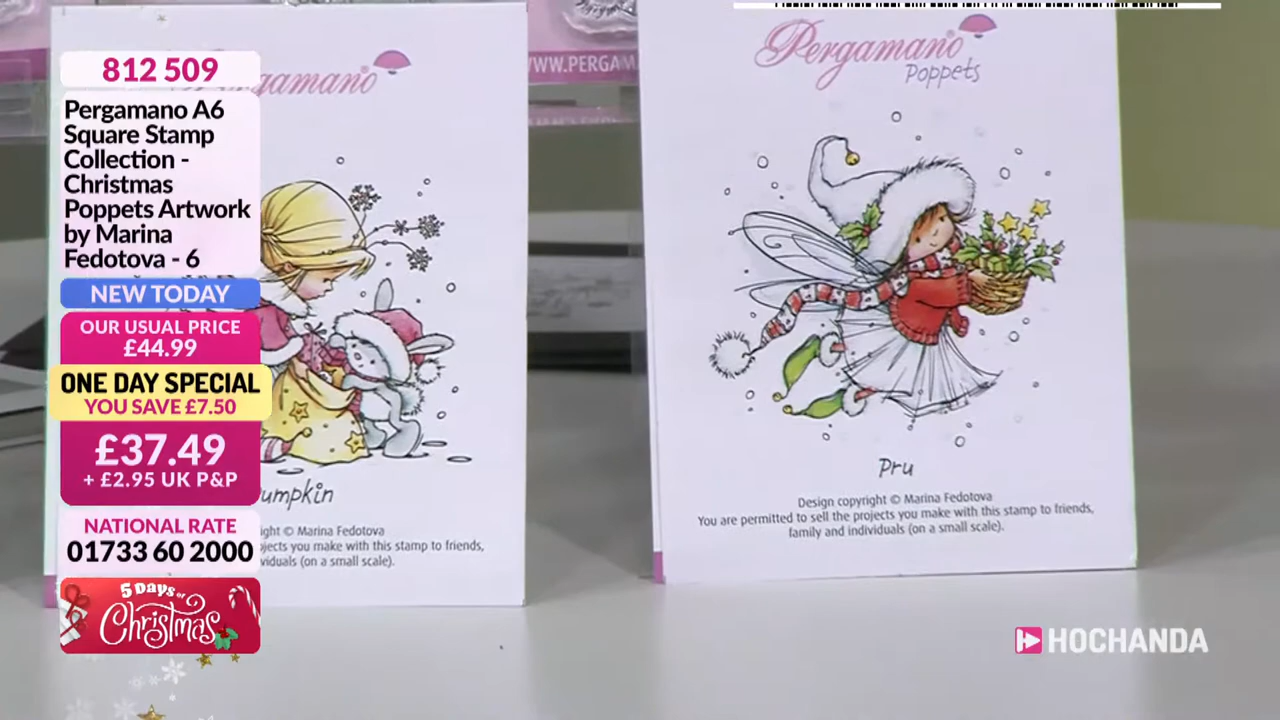 812 509
Pergamano A6
Square Stamp
Collection -
Christmas
Poppets Artwork
by Marina
Fedotova - 6
NEW TODAY
OUR USUAL PRICE
£44.99
ONE DAY SPECIAL
YOU SAVE £7.50
£37.49
+ £2.95 UK P&P
NATIONAL RATE
01733 60 2000
5 Days of
Christmas
gamano
umpkin
ight © Marina Fedotova
ojects you make with this stamp to friends,
viduals (on a small scale).
WWW.PERGAM
Pergamano®
Poppets
Pru
Design copyright © Marina Fedotova
You are permitted to sell the projects you make with this stamp to friends,
family and individuals (on a small scale).
HOCHANDA